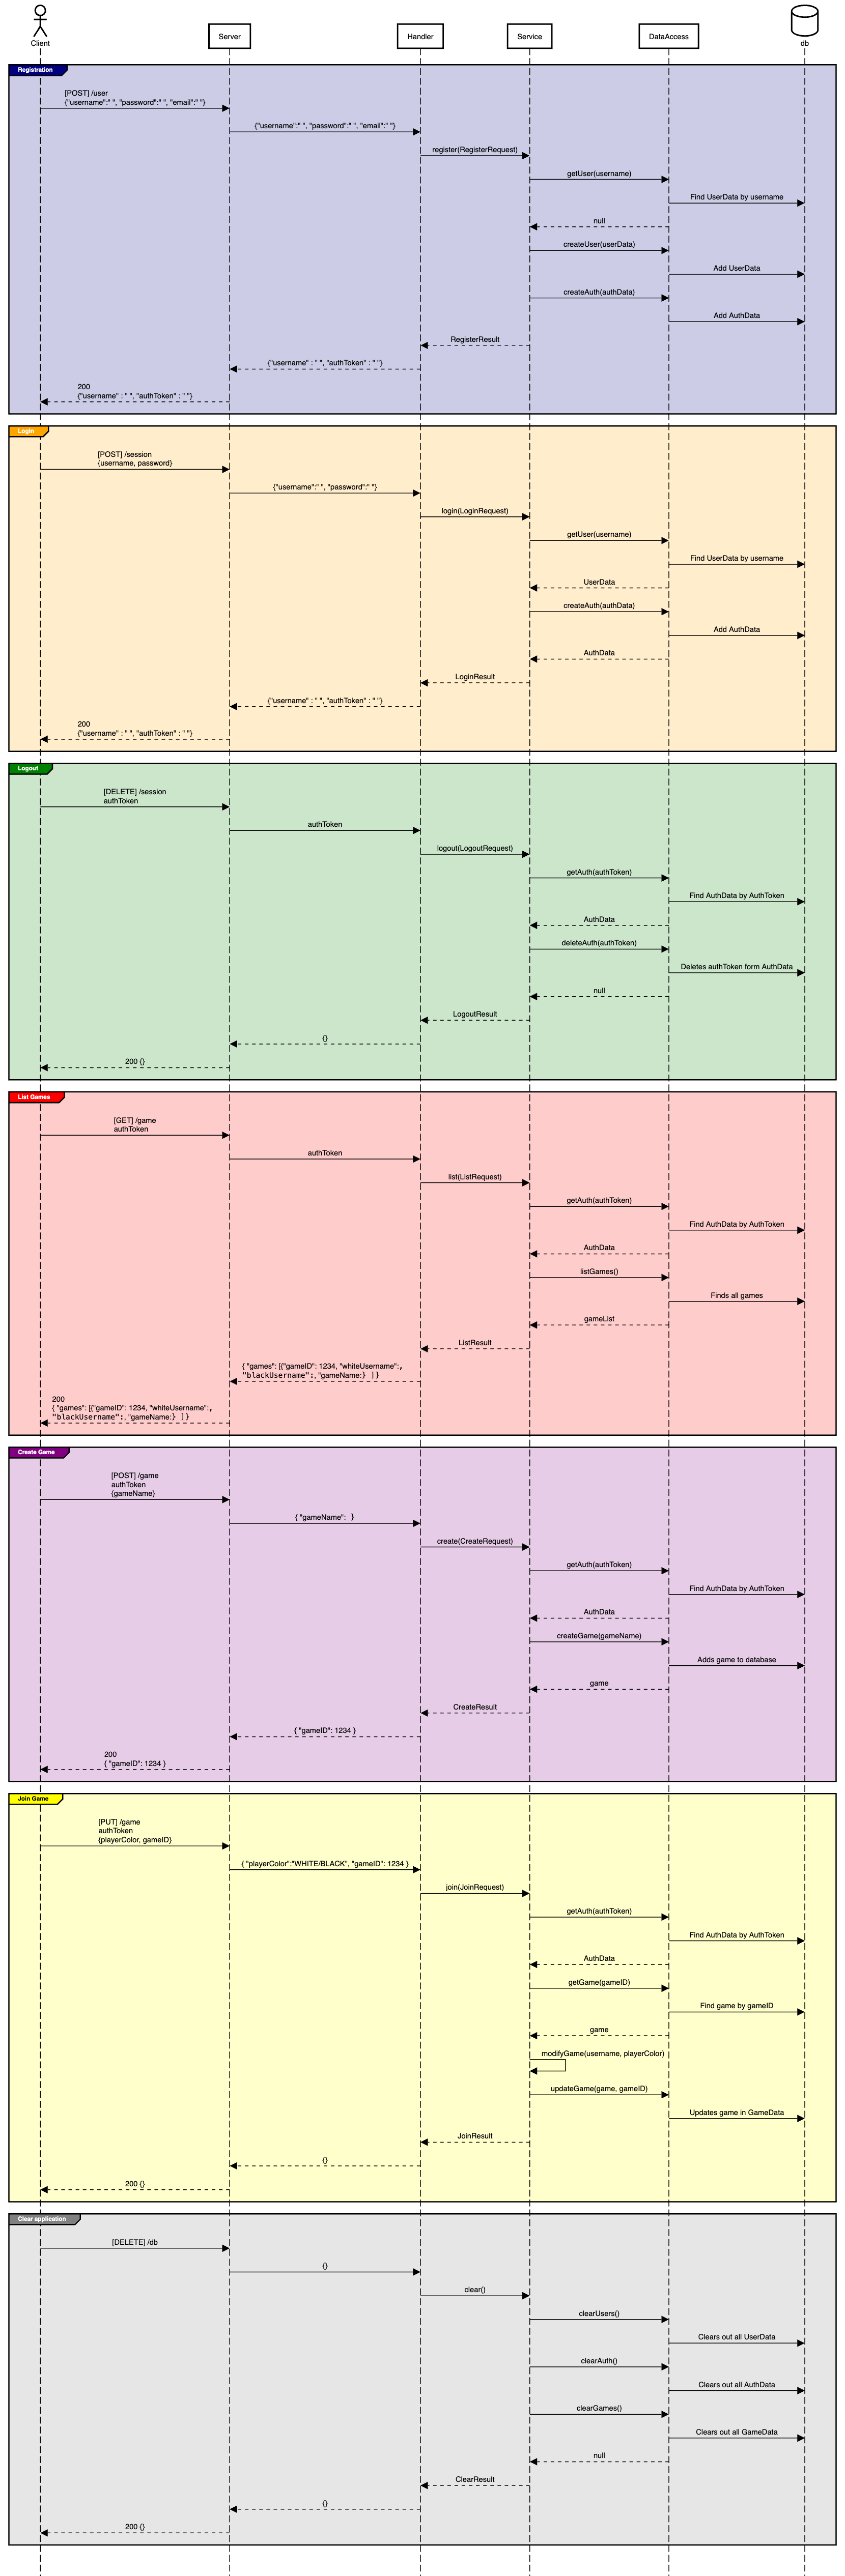 Client
Server
Handler
Service
DataAccess
db
Registration
[POST] /user
{"username":" ", "password":" ", "email":" "}
{"username":" ", "password":" ", "email":" "}
register(RegisterRequest)
getUser(username)
Find UserData by username
null
createUser(userData)
Add UserData
createAuth(authData)
Add AuthData
RegisterResult
{"username" : " ", "authToken" : " "}
200
{"username" : " ", "authToken" : " "}
Login
[POST] /session
{username, password}
{"username":" ", "password":" "}
login(LoginRequest)
getUser(username)
Find UserData by username
UserData
createAuth(authData)
Add AuthData
AuthData
LoginResult
{"username" : " ", "authToken" : " "}
200
{"username" : " ", "authToken" : " "}
Logout
[DELETE] /session
authToken
authToken
logout(LogoutRequest)
getAuth(authToken)
Find AuthData by AuthToken
AuthData
deleteAuth(authToken)
Deletes authToken form AuthData
null
LogoutResult
{}
200 {}
List Games
[GET] /game
authToken
authToken
list(ListRequest)
getAuth(authToken)
Find AuthData by AuthToken
AuthData
listGames()
Finds all games
gameList
ListResult
{ "games": [{"gameID": 1234, "whiteUsername":,
"blackUsername":, "gameName:} ]}
200
{ "games": [{"gameID": 1234, "whiteUsername":,
"blackUsername":, "gameName:} ]}
Create Game
[POST] /game
authToken
{gameName}
{ "gameName": }
create(CreateRequest)
getAuth(authToken)
Find AuthData by AuthToken
AuthData
createGame(gameName)
Adds game to database
game
CreateResult
{ "gameID": 1234 }
200
{ "gameID": 1234 }
Join Game
[PUT] /game
authToken
{playerColor, gameID}
{ "playerColor":"WHITE/BLACK", "gameID": 1234 }
join(JoinRequest)
getAuth(authToken)
Find AuthData by AuthToken
AuthData
getGame(gameID)
Find game by gameID
game
modifyGame(username, playerColor)
updateGame(game, gameID)
Updates game in GameData
JoinResult
{}
200 {}
Clear application
[DELETE] /db
{}
clear()
clearUsers()
Clears out all UserData
clearAuth()
Clears out all AuthData
clearGames()
Clears out all GameData
null
ClearResult
{}
200 {}